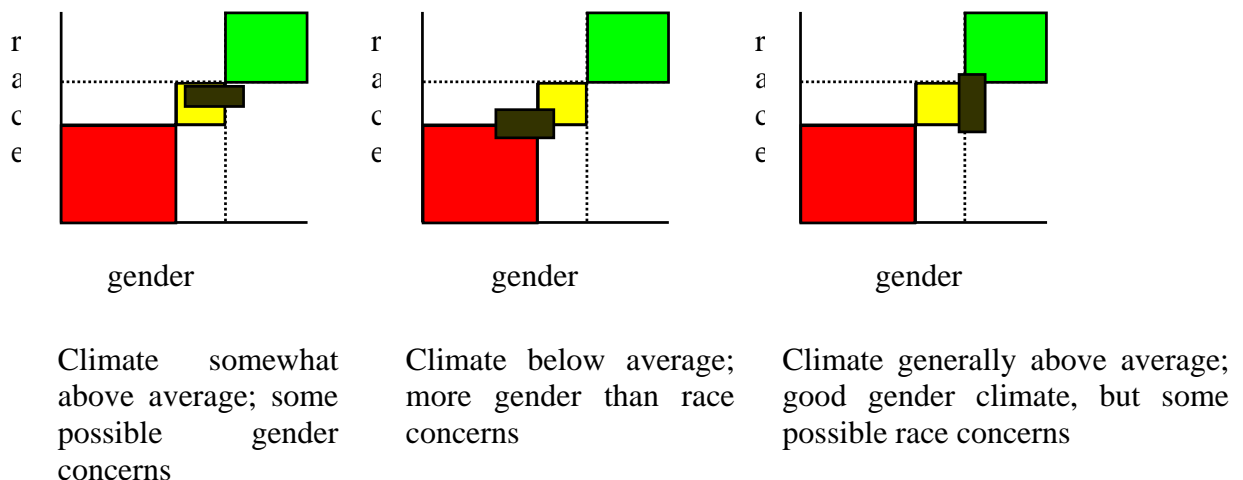 r
a
c
e
gender
Climate somewhat
above average; some
possible gender
concerns
r
a
c
e
gender
Climate below average;
more gender than race
concerns
r
a
c
e
gender
Climate generally above average;
good gender climate, but some
possible race concerns